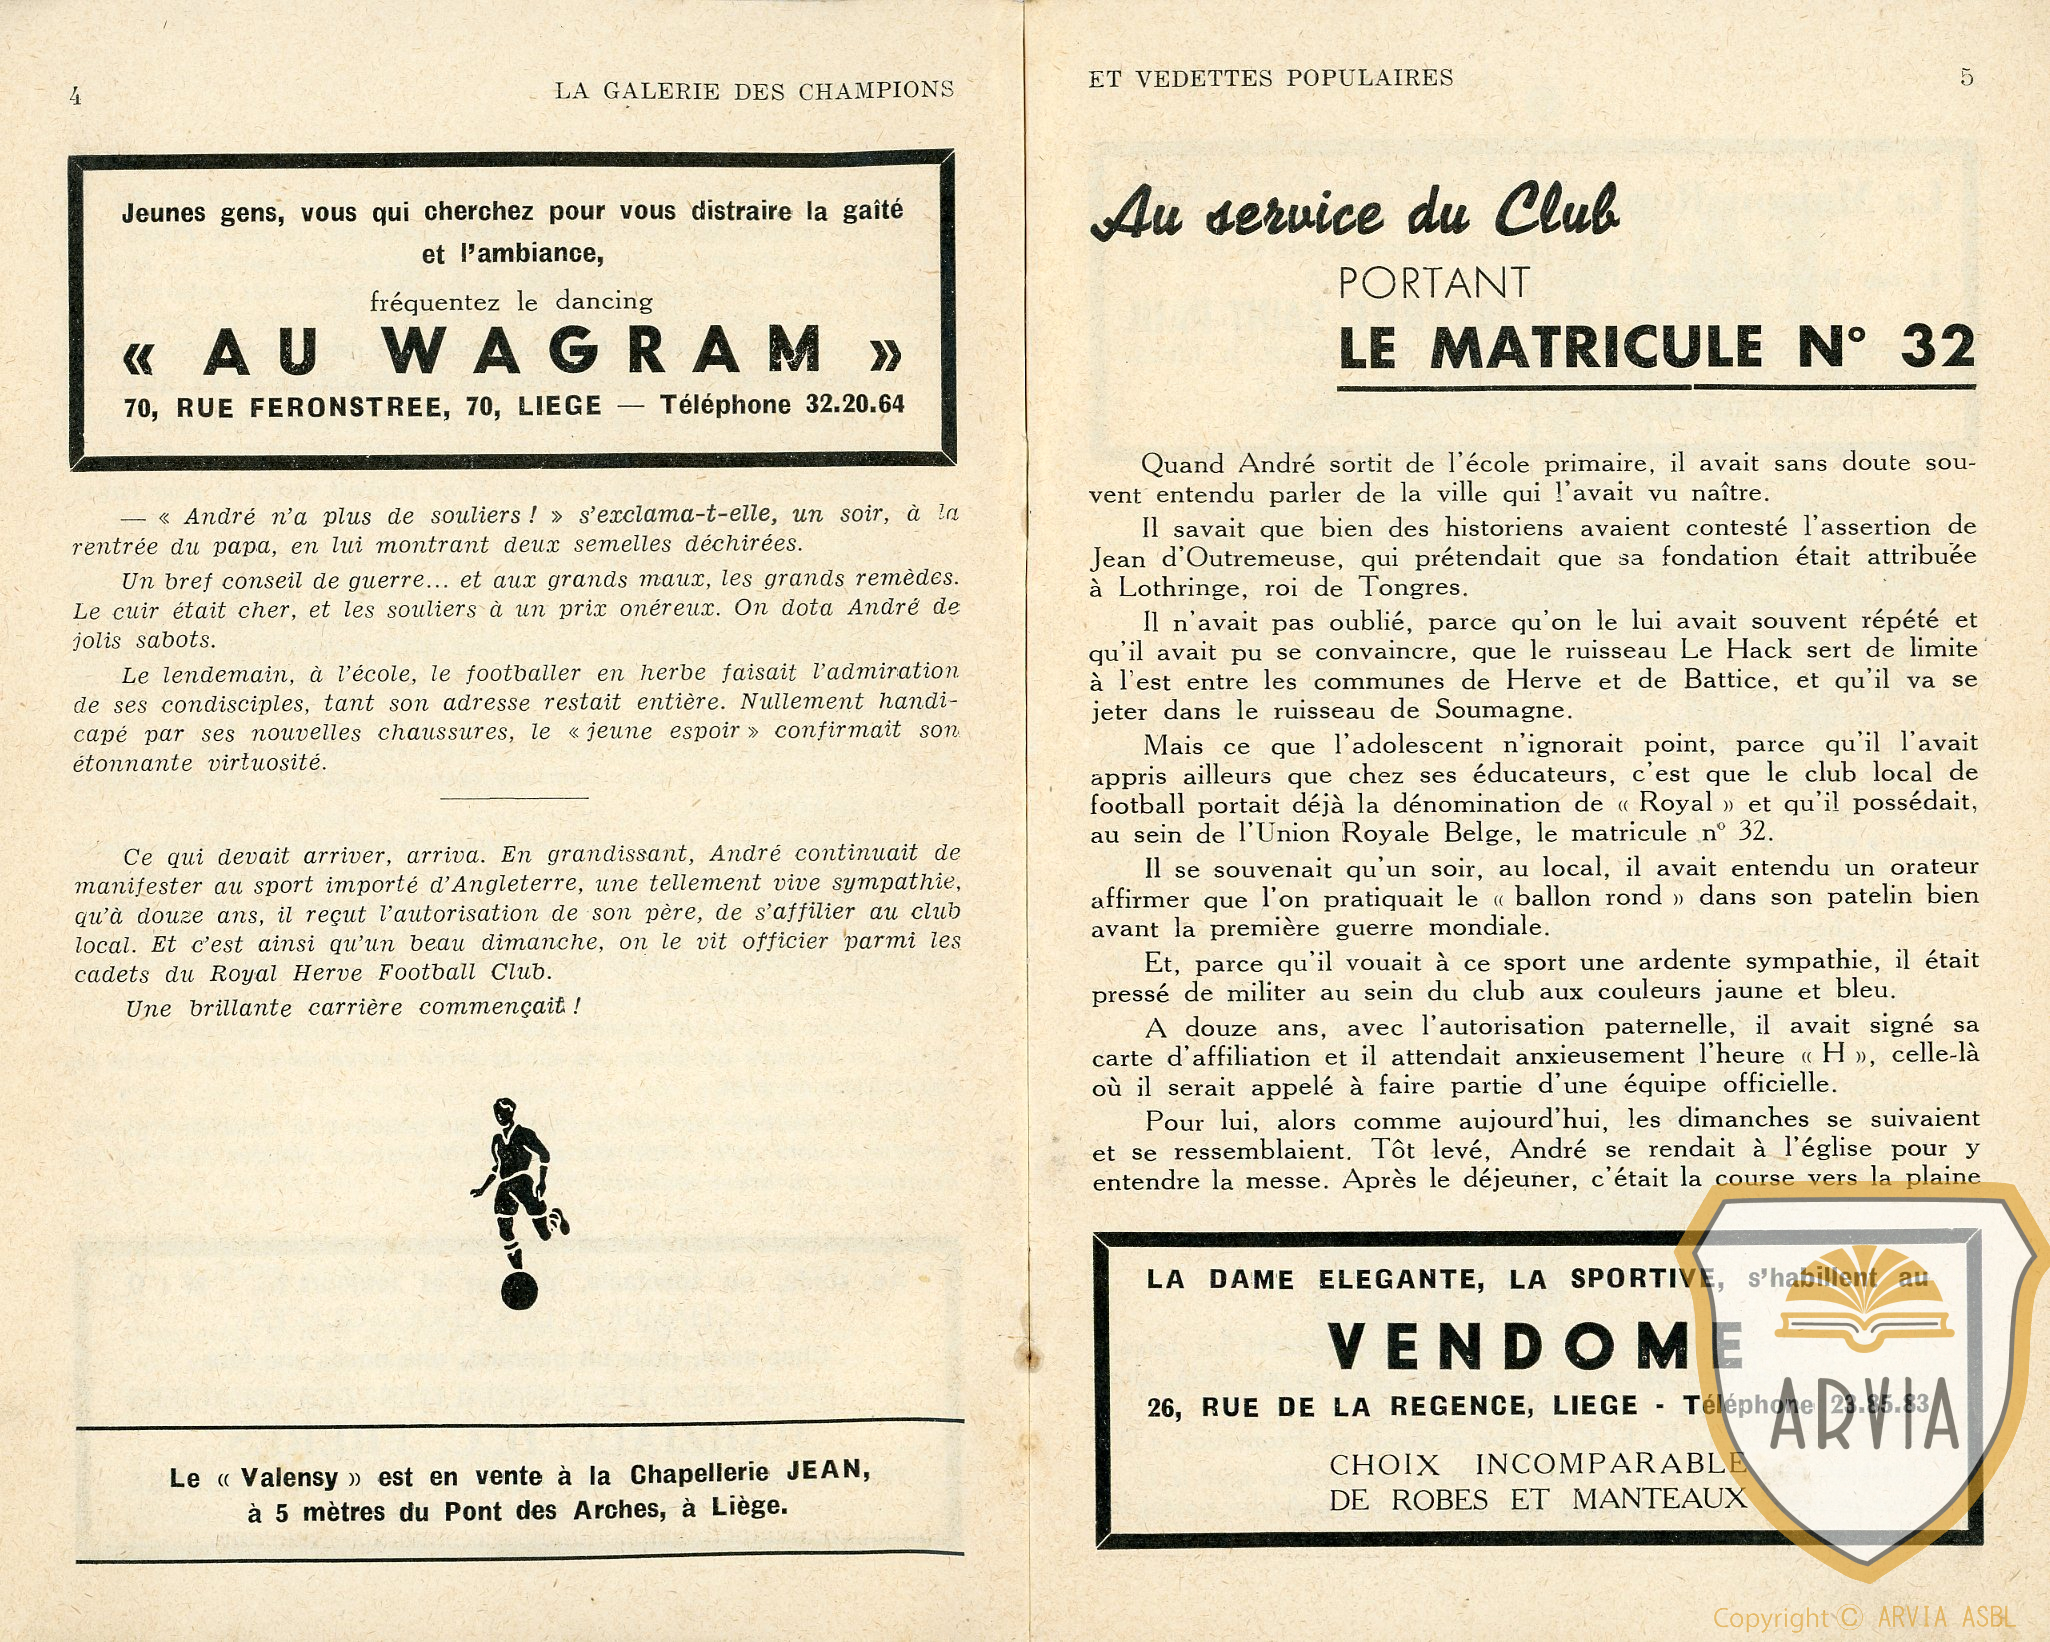 4
LA GALERIE DES CHAMPIONS
Jeunes gens, vous qui cherchez pour vous distraire la gaîté
et l'ambiance,
fréquentez le dancing
« AU WAGRAM »
70, RUE FERONSTREE, 70, LIEGE — Téléphone 32.20.64
— « André n'a plus de souliers ! » s'exclama-t-elle, un soir, à la
rentrée du papa, en lui montrant deux semelles déchirées.
Un bref conseil de guerre... et aux grands maux, les grands remèdes.
Le cuir était cher, et les souliers à un prix onéreux. On dota André de
jolis sabots.
Le lendemain, à l'école, le footballer en herbe faisait l'admiration
de ses condisciples, tant son adresse restait entière. Nullement handi-
capé par ses nouvelles chaussures, le « jeune espoir » confirmait son
étonnante virtuosité.
Ce qui devait arriver, arriva. En grandissant, André continuait de
manifester au sport importé d'Angleterre, une tellement vive sympathie,
qu'à douze ans, il reçut l'autorisation de son père, de s'affilier au club
local. Et c'est ainsi qu'un beau dimanche, on le vit officier parmi les
cadets du Royal Herve Football Club.
Une brillante carrière commençait !
Le « Valensy » est en vente à la Chapellerie JEAN,
à 5 mètres du Pont des Arches, à Liège.
ET VEDETTES POPULAIRES
5
Au service du Club
PORTANT
LE MATRICULE N° 32
Quand André sortit de l'école primaire, il avait sans doute sou-
vent entendu parler de la ville qui l'avait vu naître.
Il savait que bien des historiens avaient contesté l'assertion de
Jean d'Outremeuse, qui prétendait que sa fondation était attribuée
à Lothringe, roi de Tongres.
Il n'avait pas oublié, parce qu'on le lui avait souvent répété et
qu'il avait pu se convaincre, que le ruisseau Le Hack sert de limite
à l'est entre les communes de Herve et de Battice, et qu'il va se
jeter dans le ruisseau de Soumagne.
Mais ce que l'adolescent n'ignorait point, parce qu'il l'avait
appris ailleurs que chez ses éducateurs, c'est que le club local de
football portait déjà la dénomination de « Royal » et qu'il possédait,
au sein de l'Union Royale Belge, le matricule n° 32.
Il se souvenait qu'un soir, au local, il avait entendu un orateur
affirmer que l'on pratiquait le « ballon rond » dans son patelin bien
avant la première guerre mondiale.
Et, parce qu'il vouait à ce sport une ardente sympathie, il était
pressé de militer au sein du club aux couleurs jaune et bleu.
A douze ans, avec l'autorisation paternelle, il avait signé sa
carte d'affiliation et il attendait anxieusement l'heure « H », celle-là
où il serait appelé à faire partie d'une équipe officielle.
Pour lui, alors comme aujourd'hui, les dimanches se suivaient
et se ressemblaient. Tôt levé, André se rendait à l'église pour y
entendre la messe. Après le déjeuner, c'était la course vers la plaine
LA DAME ELEGANTE, LA SPORTIVE, s'habillent au
VENDOME
26, RUE DE LA REGENCE, LIEGE - Téléphone 23.85.83
CHOIX INCOMPARABLE
DE ROBES ET MANTEAUX
ARVIA
Copyright © ARVIA ASBL